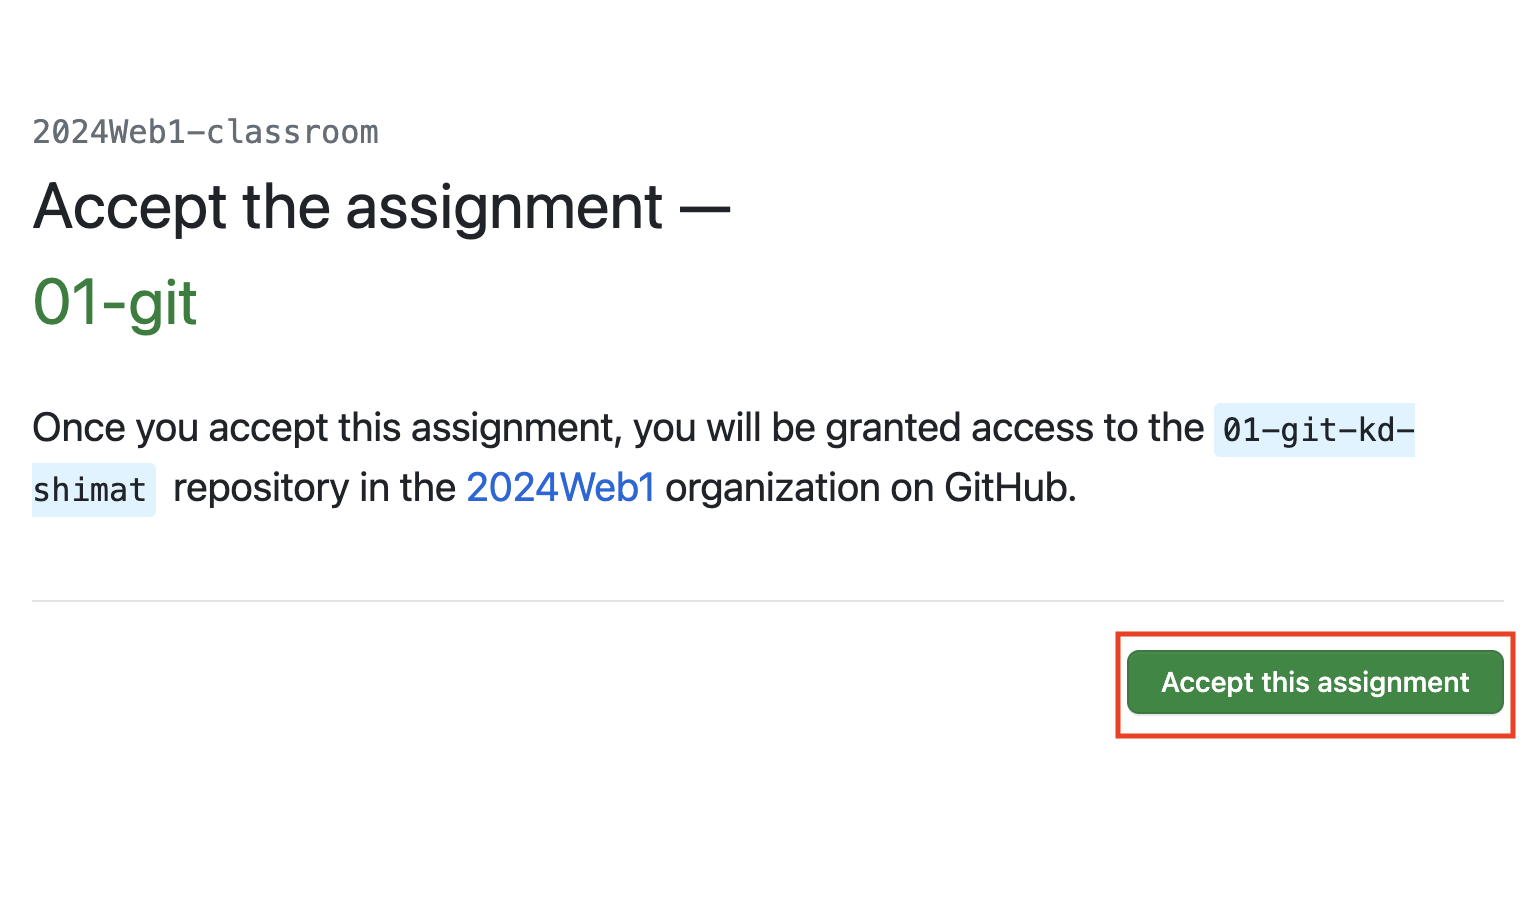 2024Web1-classroom
Accept the assignment —
01-git
Once you accept this assignment, you will be granted access to the 01-git-kd-
shimat repository in the 2024Web1 organization on GitHub.
Accept this assignment